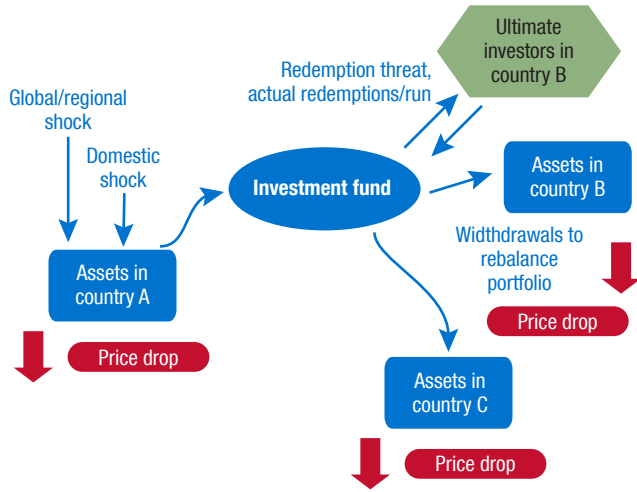 Ultimate
investors in
country B
Redemption threat,
actual redemptions/run
Global/regional
shock
Domestic
shock
Investment fund
Assets in
country B
Widthdrawals to
rebalance
portfolio
Price drop
Assets in
country A
Price drop
Assets in
country C
Price drop